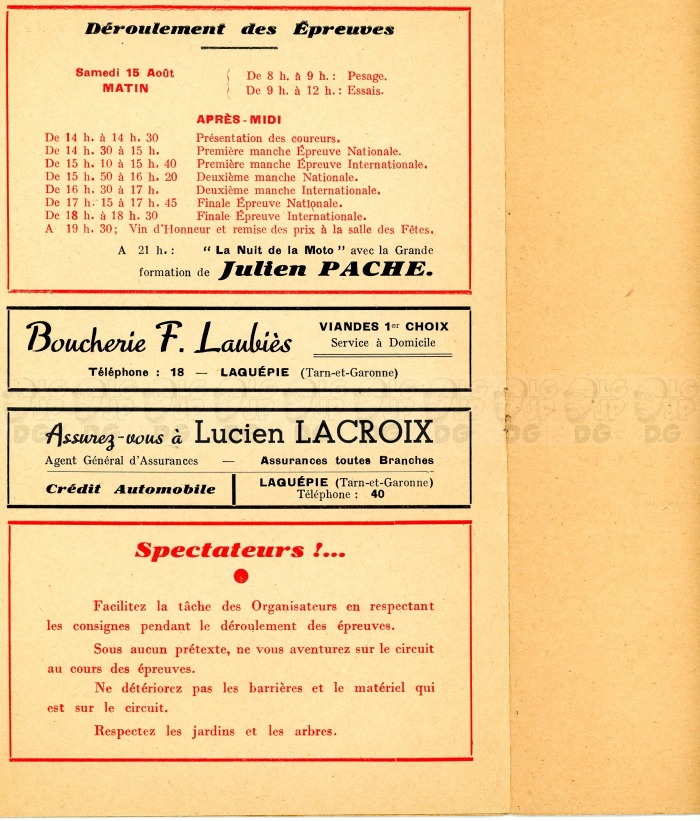 Déroulement des Épreuves
Samedi 15 Août
MATIN
De 8 h. à 9 h. : Pesage.
De 9 h. à 12 h. : Essais.
APRÈS-MIDI
De 14 h. à 14 h. 30 Présentation des coureurs.
De 14 h. 30 à 15 h. Première manche Épreuve Nationale.
De 15 h. 10 à 15 h. 40 Première manche Épreuve Internationale.
De 15 h. 50 à 16 h. 20 Deuxième manche Nationale.
De 16 h. 30 à 17 h. Deuxième manche Internationale.
De 17 h. 15 à 17 h. 45 Finale Épreuve Nationale.
De 18 h. à 18 h. 30 Finale Épreuve Internationale.
A 19 h. 30; Vin d'Honneur et remise des prix à la salle des Fêtes.
A 21 h. : " La Nuit de la Moto " avec la Grande
formation de Julien PACHE.
Boucherie F. Laubiès
VIANDES 1er CHOIX
Service à Domicile
Téléphone : 18 — LAGUÉPIE (Tarn-et-Garonne)
Assurez-vous à Lucien LACROIX
Agent Général d'Assurances — Assurances toutes Branches
Crédit Automobile
LAGUÉPIE (Tarn-et-Garonne)
Téléphone : 40
Spectateurs !...
Facilitez la tâche des Organisateurs en respectant
les consignes pendant le déroulement des épreuves.
Sous aucun prétexte, ne vous aventurez sur le circuit
au cours des épreuves.
Ne détériorez pas les barrières et le matériel qui
est sur le circuit.
Respectez les jardins et les arbres.